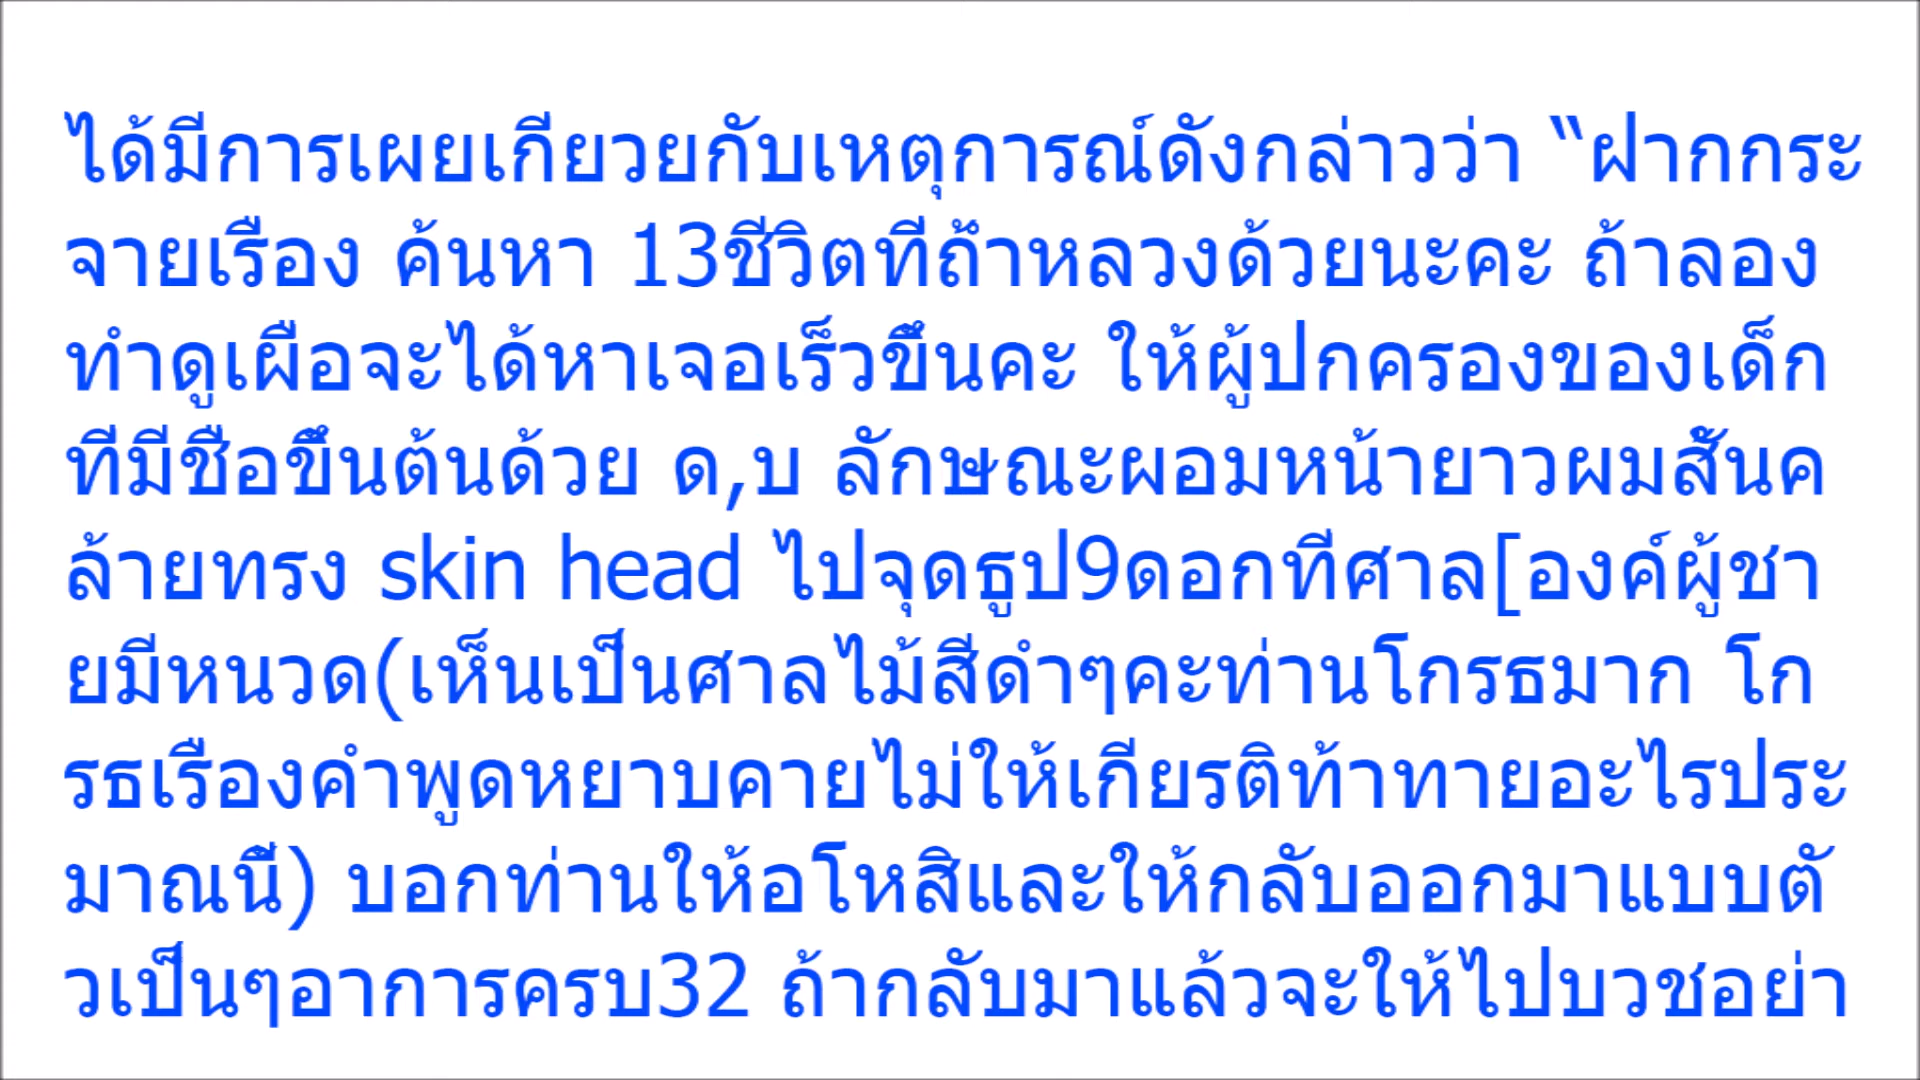 ได้มีการเผยเกี่ยวยกับเหตุการณ์ดังกล่าวว่า “ฝากกระ
จายเรื่อง ค้นหา 13ชีวิตที่ถ้ำหลวงด้วยนะคะ ถ้าลอง
ทำดูเผื่อจะได้หาเจอเร็วขึ้นคะ ให้ผู้ปกครองของเด็ก
ที่มีชื่อขึ้นต้นด้วย ด,บ ลักษณะผอมหน้ายาวผมสั้นค
ล้ายทรง skin head ไปจุดธูป9ดอกที่ศาล[องค์ผู้ชา
ยมีหนวด(เห็นเป็นศาลไม้สีดำๆคะท่านโกรธมาก โก
รธเรื่องคำพูดหยาบคายไม่ให้เกียรติท้าทายอะไรประ
มาณนี้) บอกท่านให้อโหสิและให้กลับออกมาแบบตั
วเป็นๆอาการครบ32 ถ้ากลับมาแล้วจะให้ไปบวชอย่า